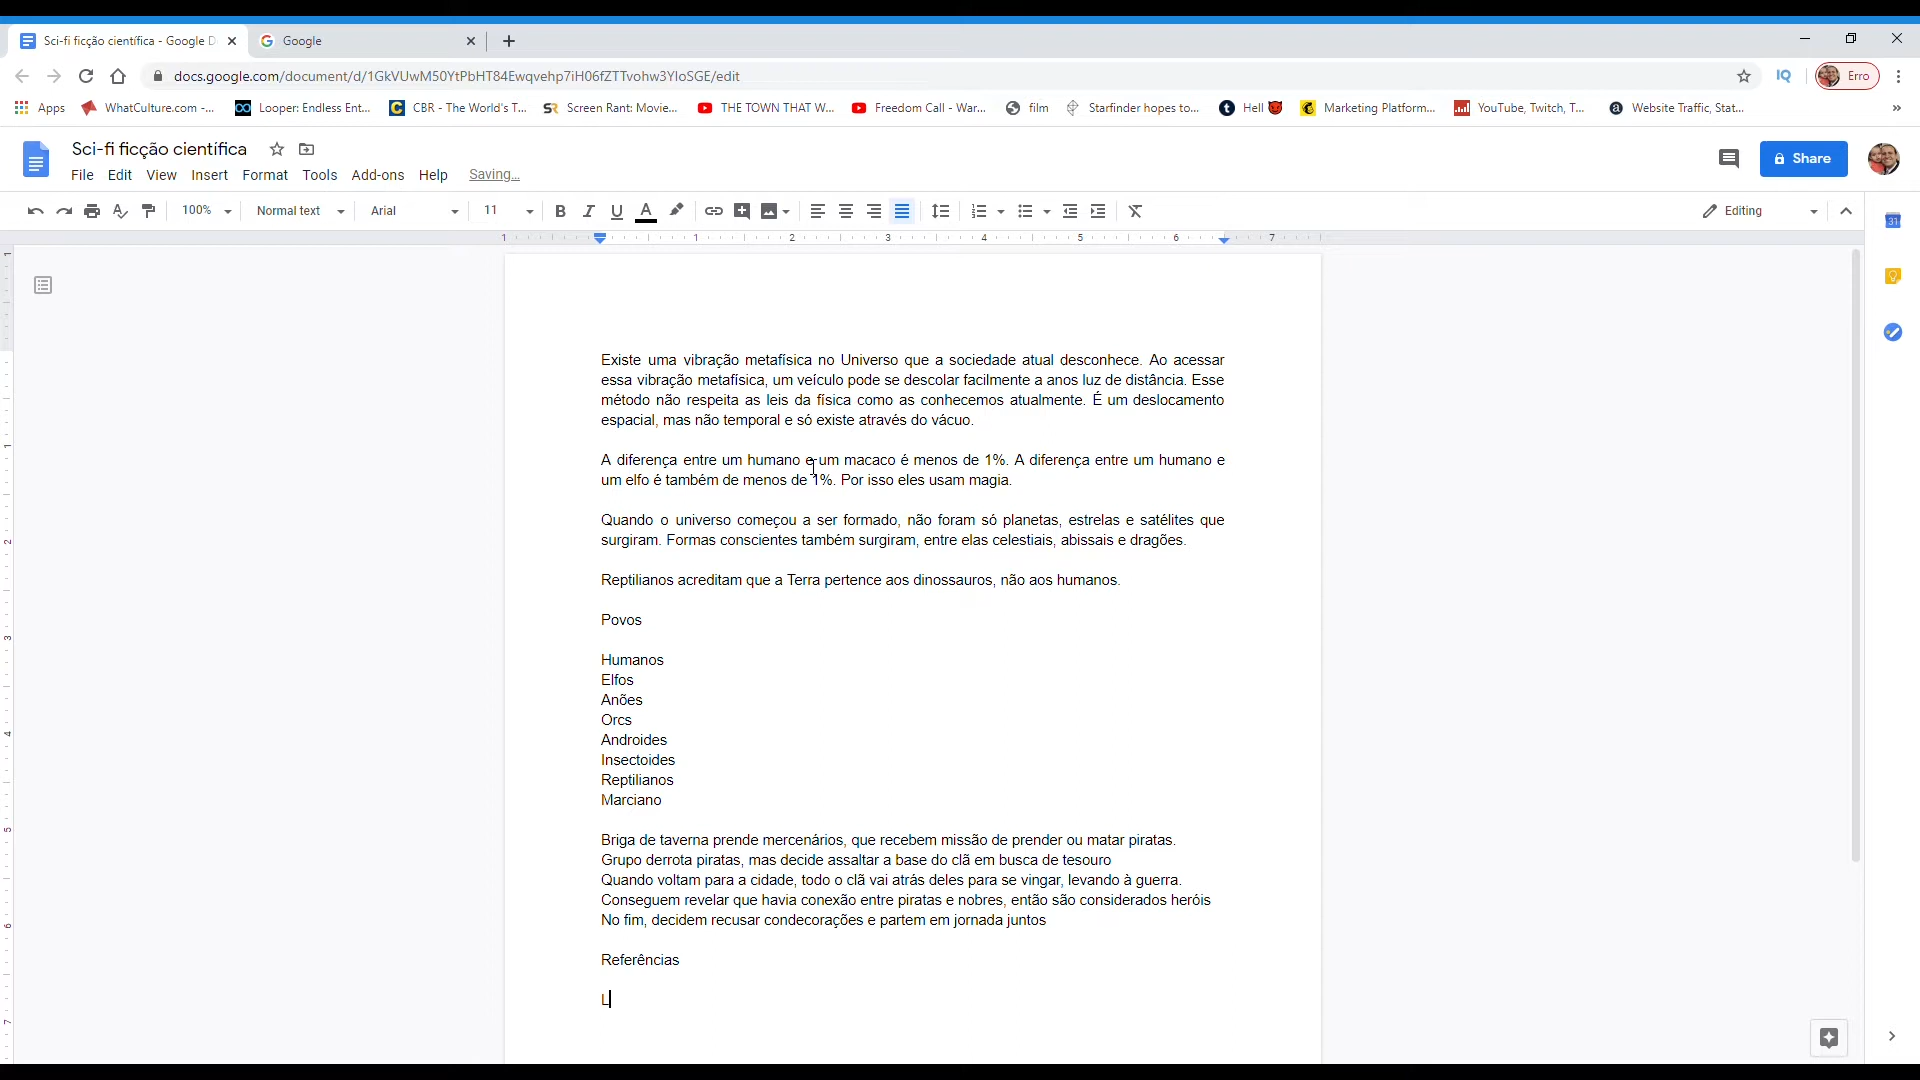 Sci-fi ficção científica - Google D
Google
docs.google.com/document/d/1GkVUwM50YtPbHT84Ewqvehp7iH06fZTTvohw3YIoSGE/edit
IQ
Erro
Apps
WhatCulture.com -...
Looper: Endless Ent...
CBR - The World's T...
Screen Rant: Movie...
THE TOWN THAT W...
Freedom Call - War...
film
Starfinder hopes to...
Hell
Marketing Platform...
YouTube, Twitch, T...
Website Traffic, Stat...
Sci-fi ficção científica
Share
File Edit View Insert Format Tools Add-ons Help Saving...
100% Normal text Arial 11
Editing
31
1 1 2 3 4 5 6 7
Existe uma vibração metafísica no Universo que a sociedade atual desconhece. Ao acessar
essa vibração metafísica, um veículo pode se descolar facilmente a anos luz de distância. Esse
método não respeita as leis da física como as conhecemos atualmente. É um deslocamento
espacial, mas não temporal e só existe através do vácuo.
A diferença entre um humano e um macaco é menos de 1%. A diferença entre um humano e
um elfo é também de menos de 1%. Por isso eles usam magia.
Quando o universo começou a ser formado, não foram só planetas, estrelas e satélites que
surgiram. Formas conscientes também surgiram, entre elas celestiais, abissais e dragões.
Reptilianos acreditam que a Terra pertence aos dinossauros, não aos humanos.
Povos
Humanos
Elfos
Anões
Orcs
Androides
Insectoides
Reptilianos
Marciano
Briga de taverna prende mercenários, que recebem missão de prender ou matar piratas.
Grupo derrota piratas, mas decide assaltar a base do clã em busca de tesouro
Quando voltam para a cidade, todo o clã vai atrás deles para se vingar, levando à guerra.
Conseguem revelar que havia conexão entre piratas e nobres, então são considerados heróis
No fim, decidem recusar condecorações e partem em jornada juntos
Referências
L